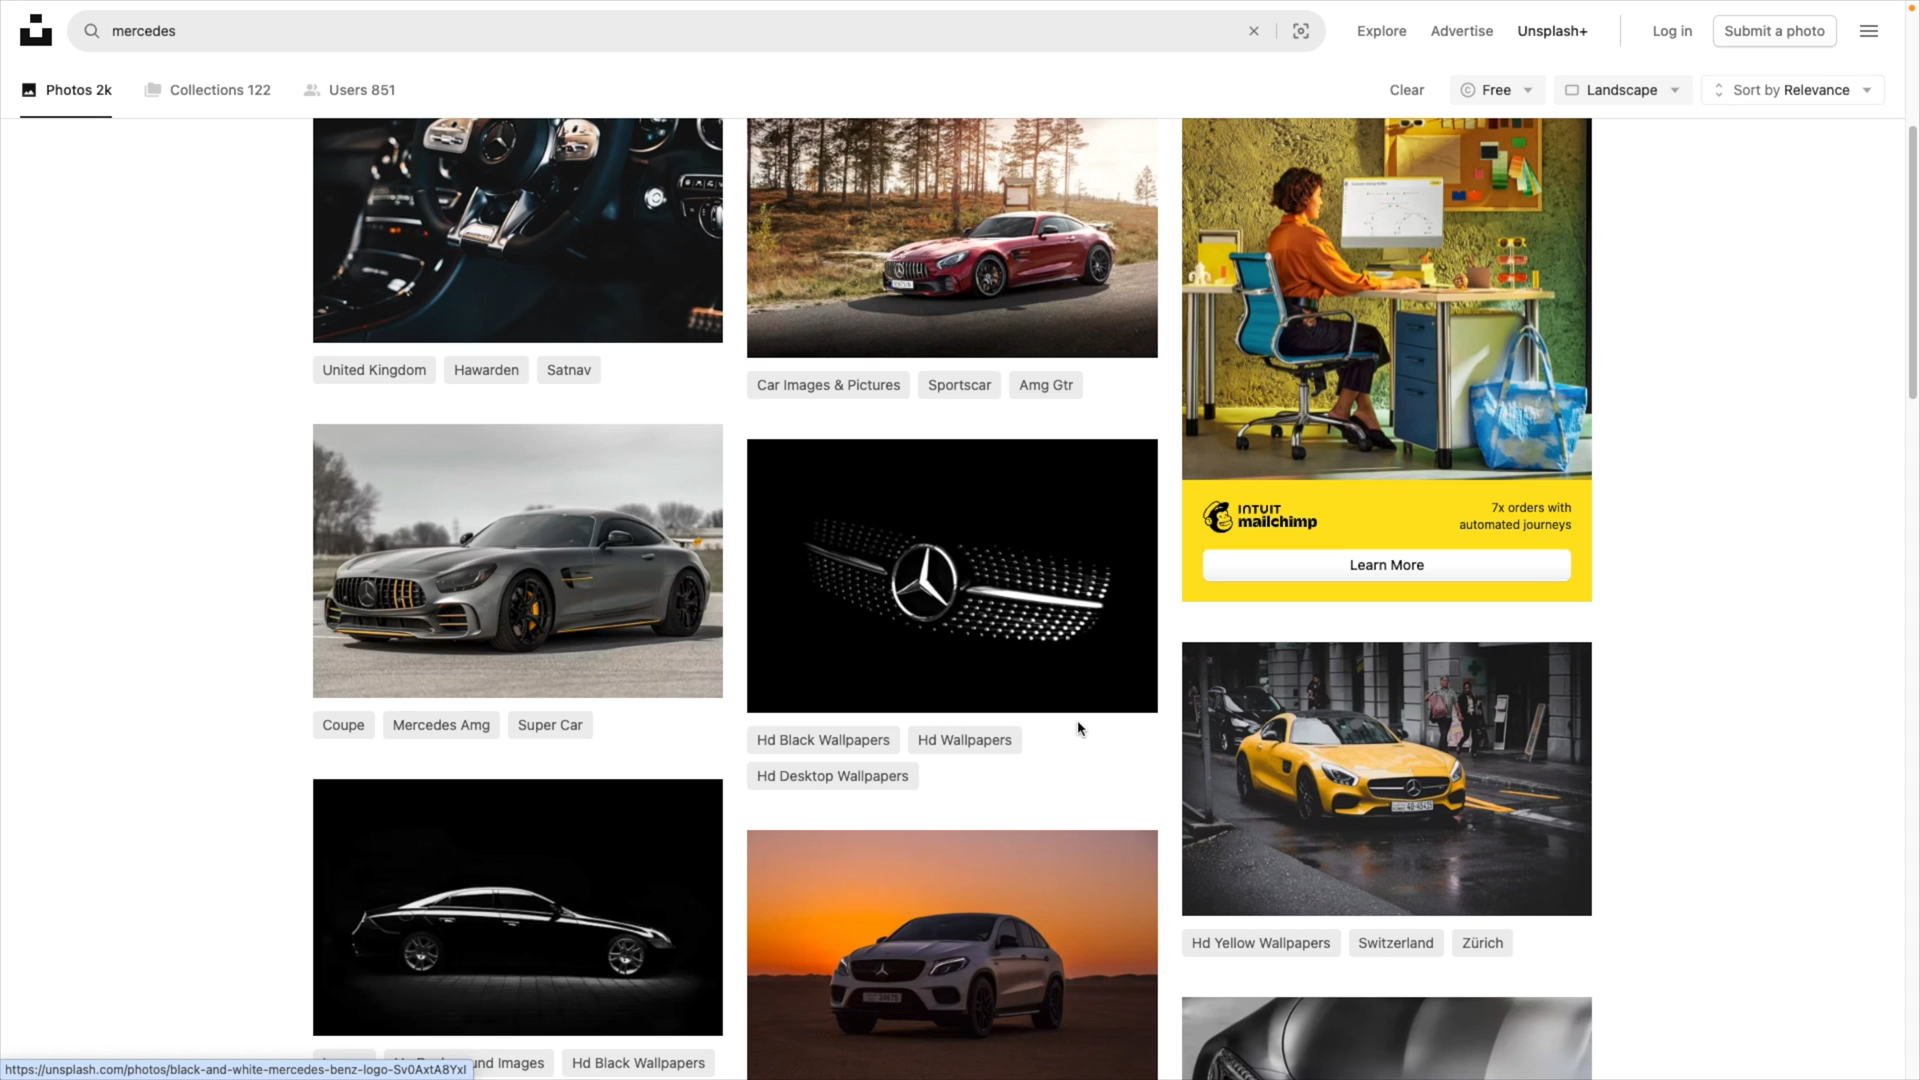 mercedes
Explore
Advertise
Unsplash+
Log in
Submit a photo
Photos 2k
Collections 122
Users 851
Clear
Free
Landscape
Sort by Relevance
United Kingdom
Hawarden
Satnav
Car Images & Pictures
Sportscar
Amg Gtr
INTUIT
mailchimp
7x orders with
automated journeys
Learn More
Coupe
Mercedes Amg
Super Car
Hd Black Wallpapers
Hd Wallpapers
Hd Desktop Wallpapers
Hd Yellow Wallpapers
Switzerland
Zürich
Images
Hd Black Wallpapers
https://unsplash.com/photos/black-and-white-mercedes-benz-logo-Sv0AxtA8YxI